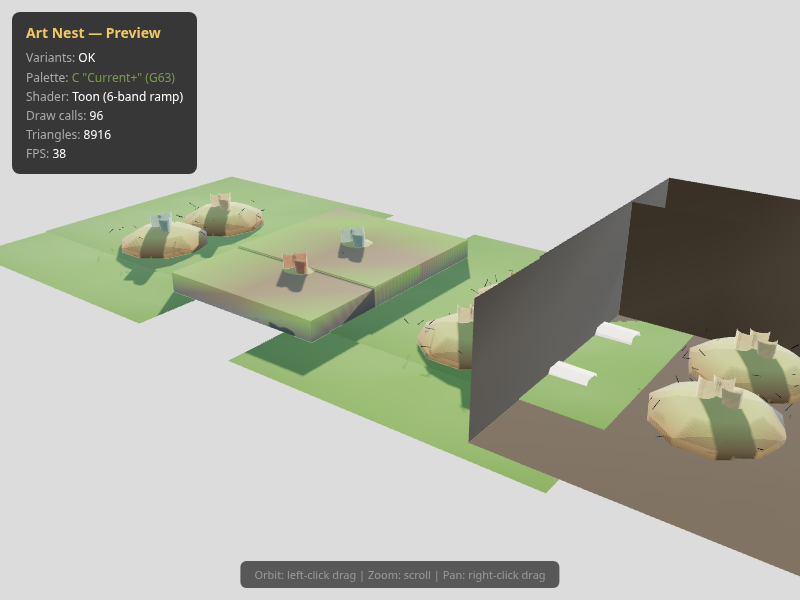 Art Nest — Preview
Variants: OK
Palette: C "Current+" (G63)
Shader: Toon (6-band ramp)
Draw calls: 96
Triangles: 8916
FPS: 38
Orbit: left-click drag | Zoom: scroll | Pan: right-click drag